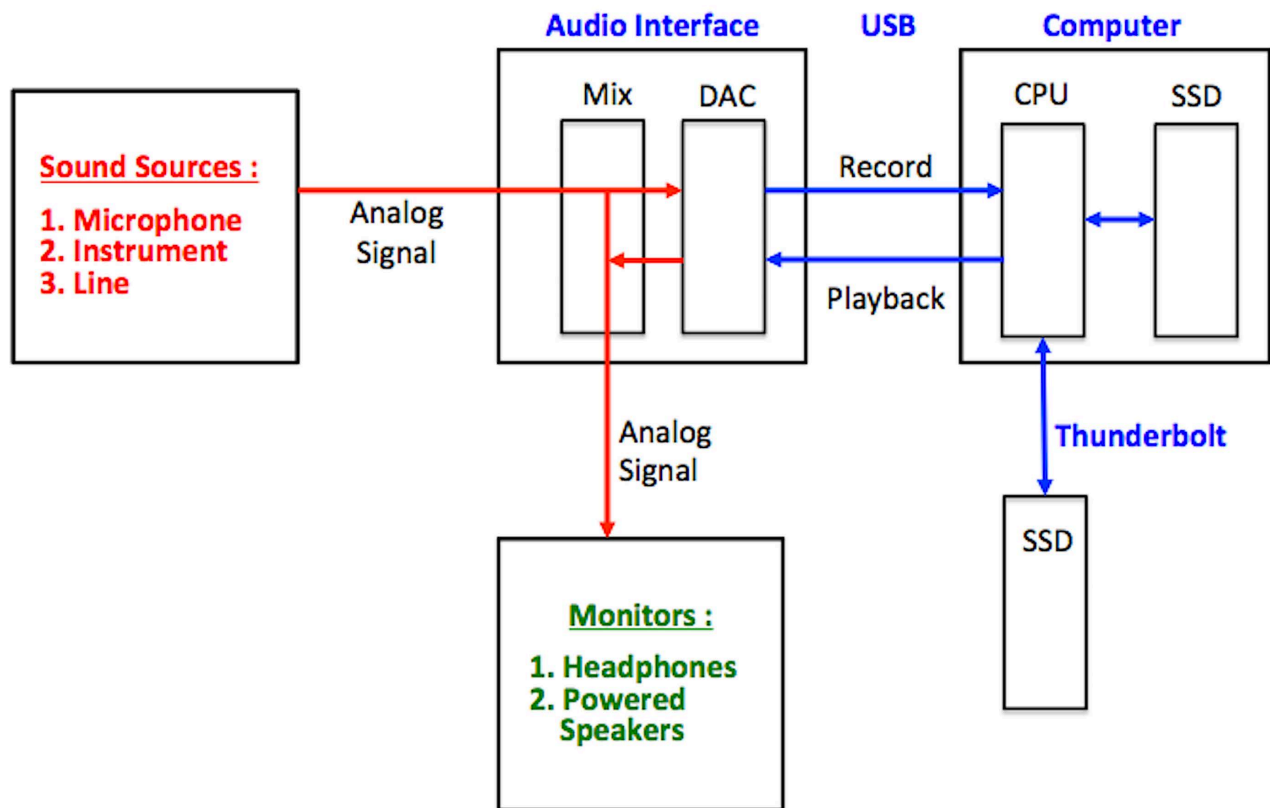 Audio Interface
USB
Computer
Mix
DAC
CPU
SSD
Sound Sources :
1. Microphone
2. Instrument
3. Line
Analog
Signal
Record
Playback
Analog
Signal
Thunderbolt
SSD
Monitors :
1. Headphones
2. Powered
Speakers